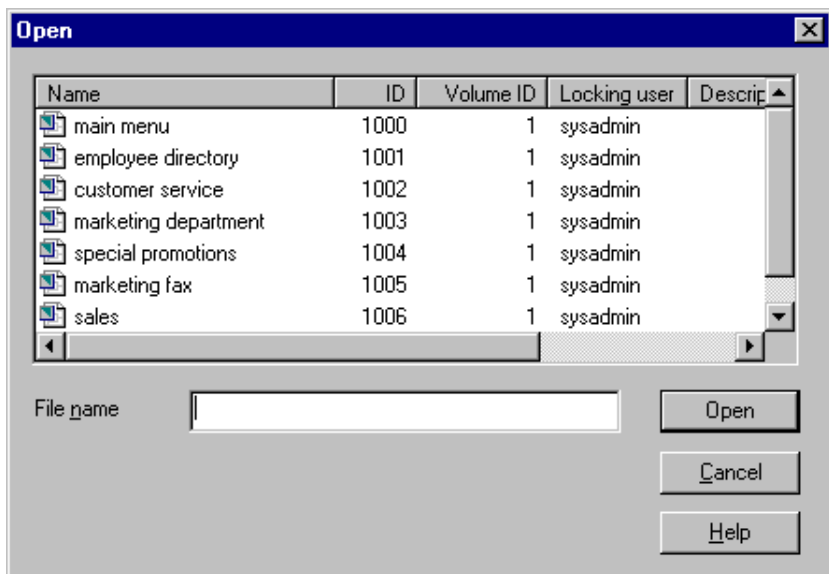 Open
Name ID Volume ID Locking user Descrip
main menu 1000 1 sysadmin
employee directory 1001 1 sysadmin
customer service 1002 1 sysadmin
marketing department 1003 1 sysadmin
special promotions 1004 1 sysadmin
marketing fax 1005 1 sysadmin
sales 1006 1 sysadmin
File name Open
Cancel
Help